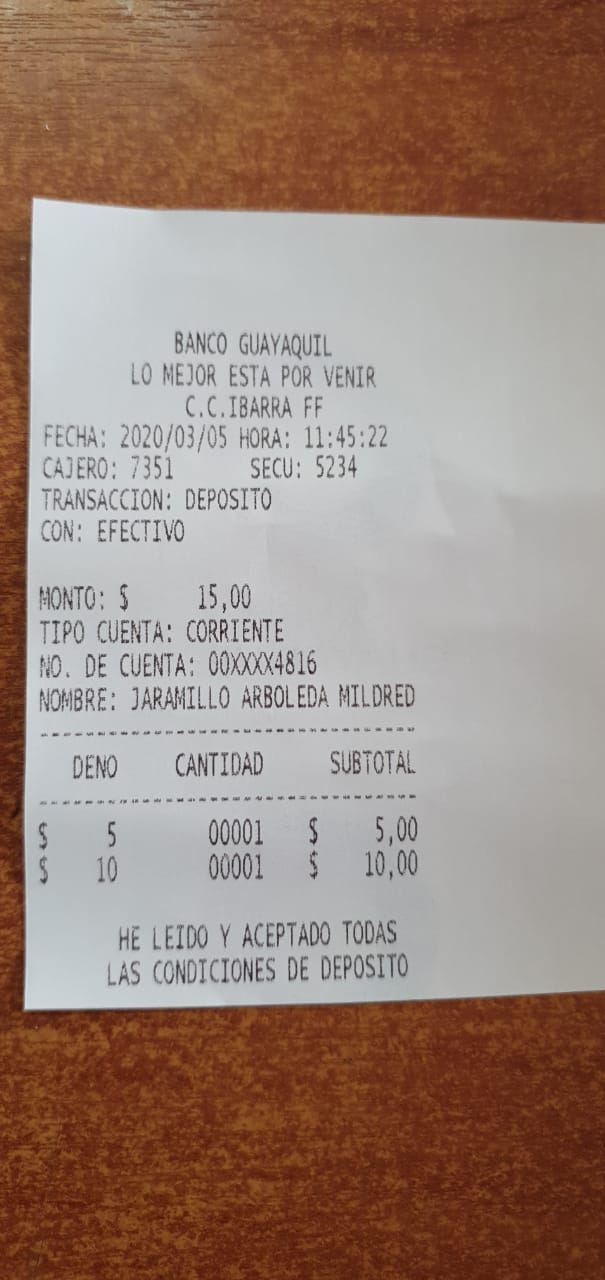 BANCO GUAYAQUIL
LO MEJOR ESTA POR VENIR
C.C.IBARRA FF
FECHA: 2020/03/05 HORA: 11:45:22
CAJERO: 7351 SECU: 5234
TRANSACCION: DEPOSITO
CON: EFECTIVO
MONTO: $ 15,00
TIPO CUENTA: CORRIENTE
NO. DE CUENTA: 00XXXX4816
NOMBRE: JARAMILLO ARBOLEDA MILDRED
DENO CANTIDAD SUBTOTAL
$ 5 00001 $ 5,00
$ 10 00001 $ 10,00
HE LEIDO Y ACEPTADO TODAS
LAS CONDICIONES DE DEPOSITO